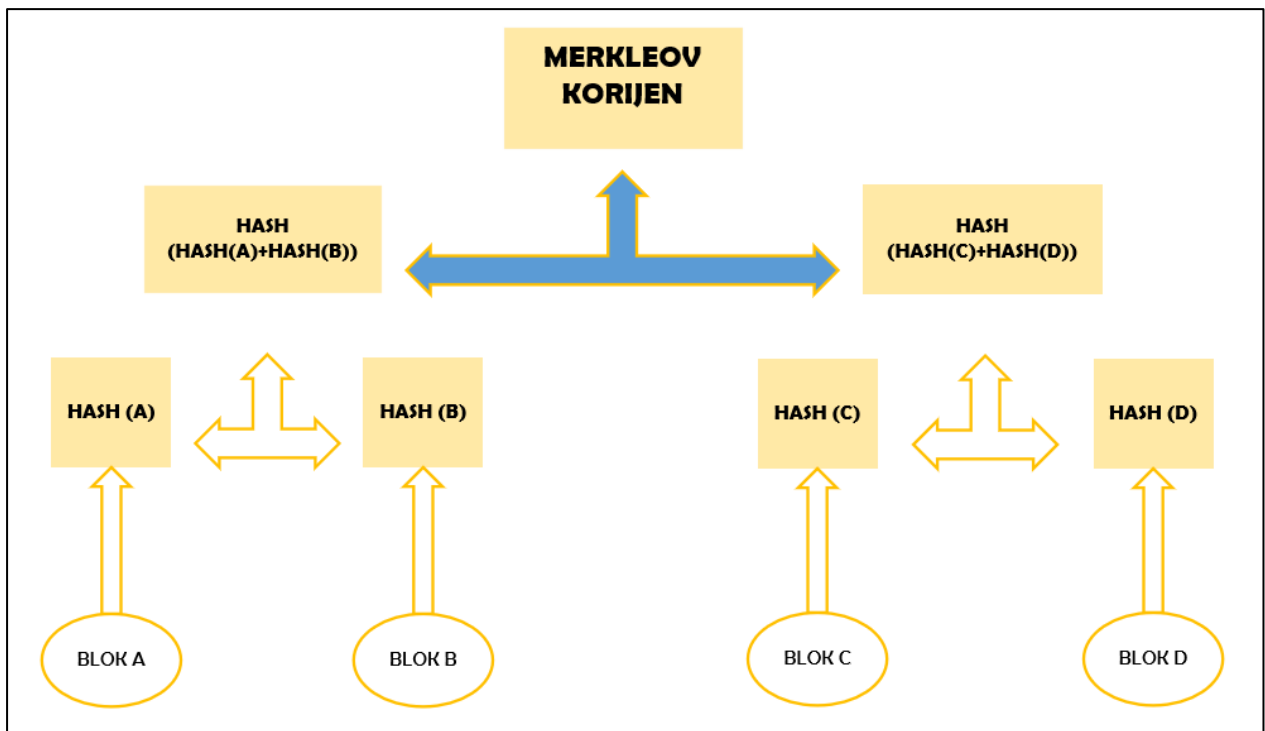 MERKLEOV
KORIJEN
HASH
(HASH(A)+HASH(B))
HASH
(HASH(C)+HASH(D))
HASH (A)
HASH (B)
HASH (C)
HASH (D)
BLOK A
BLOK B
BLOK C
BLOK D